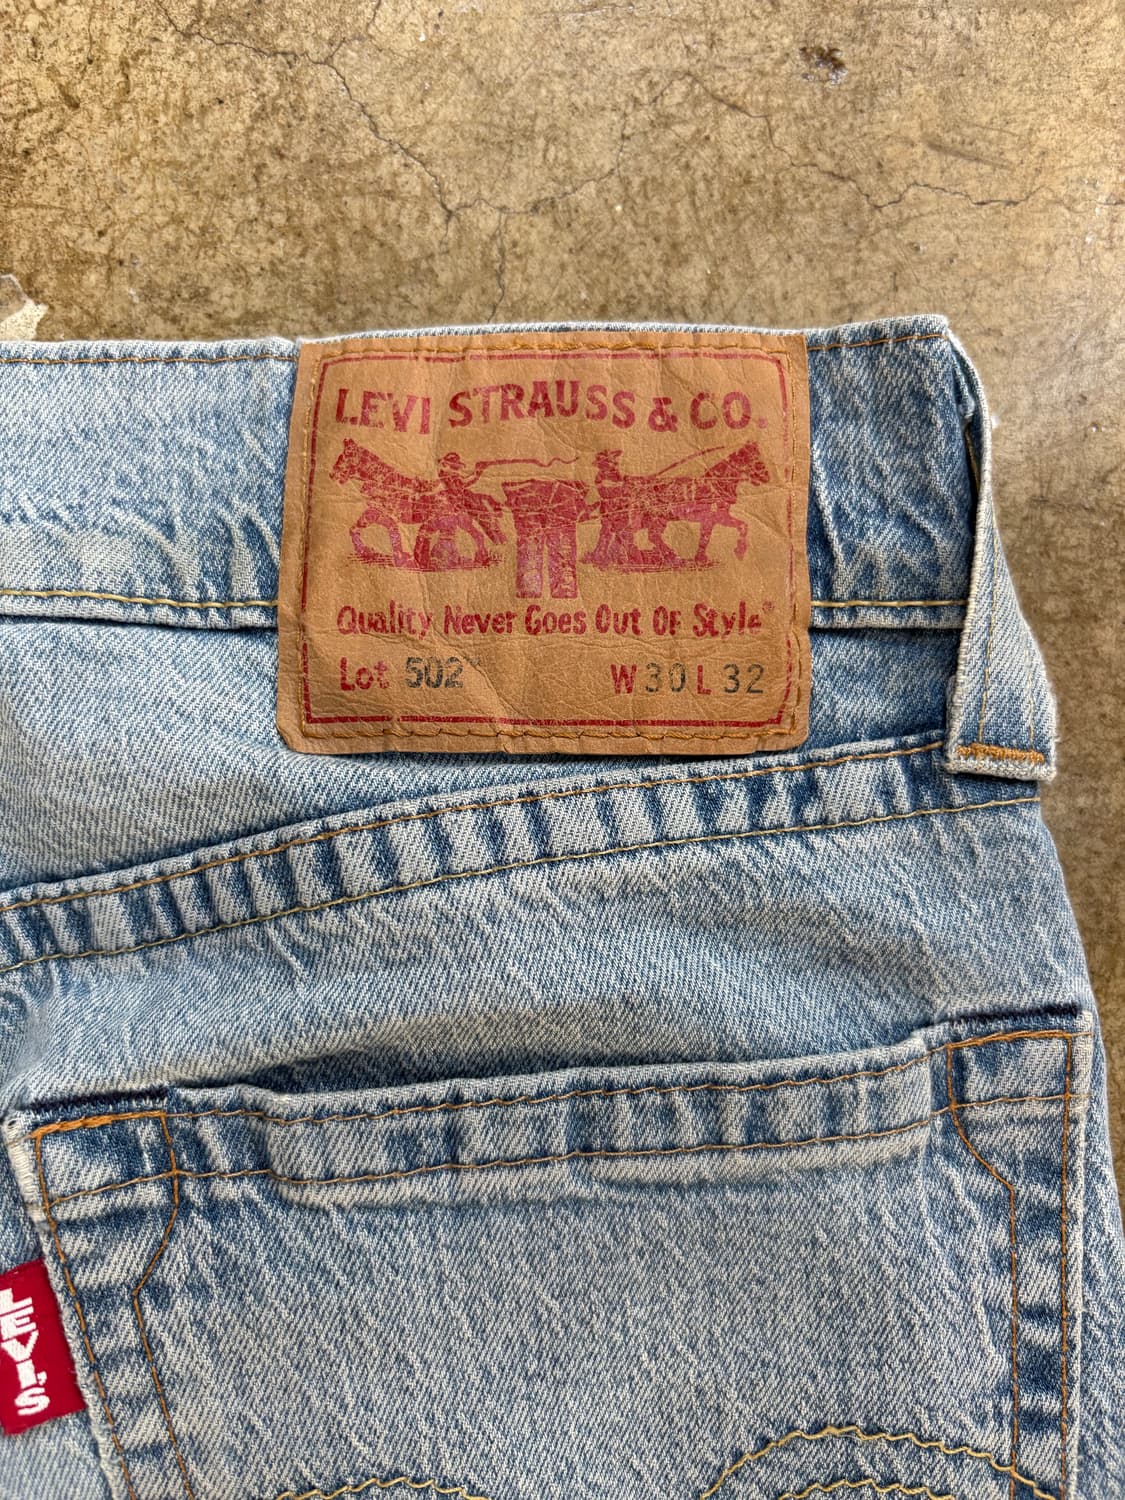 LEVI STRAUSS & CO.
Quality Never Goes Out Of Style®
Lot 502™ W30 L32
LEVI'S